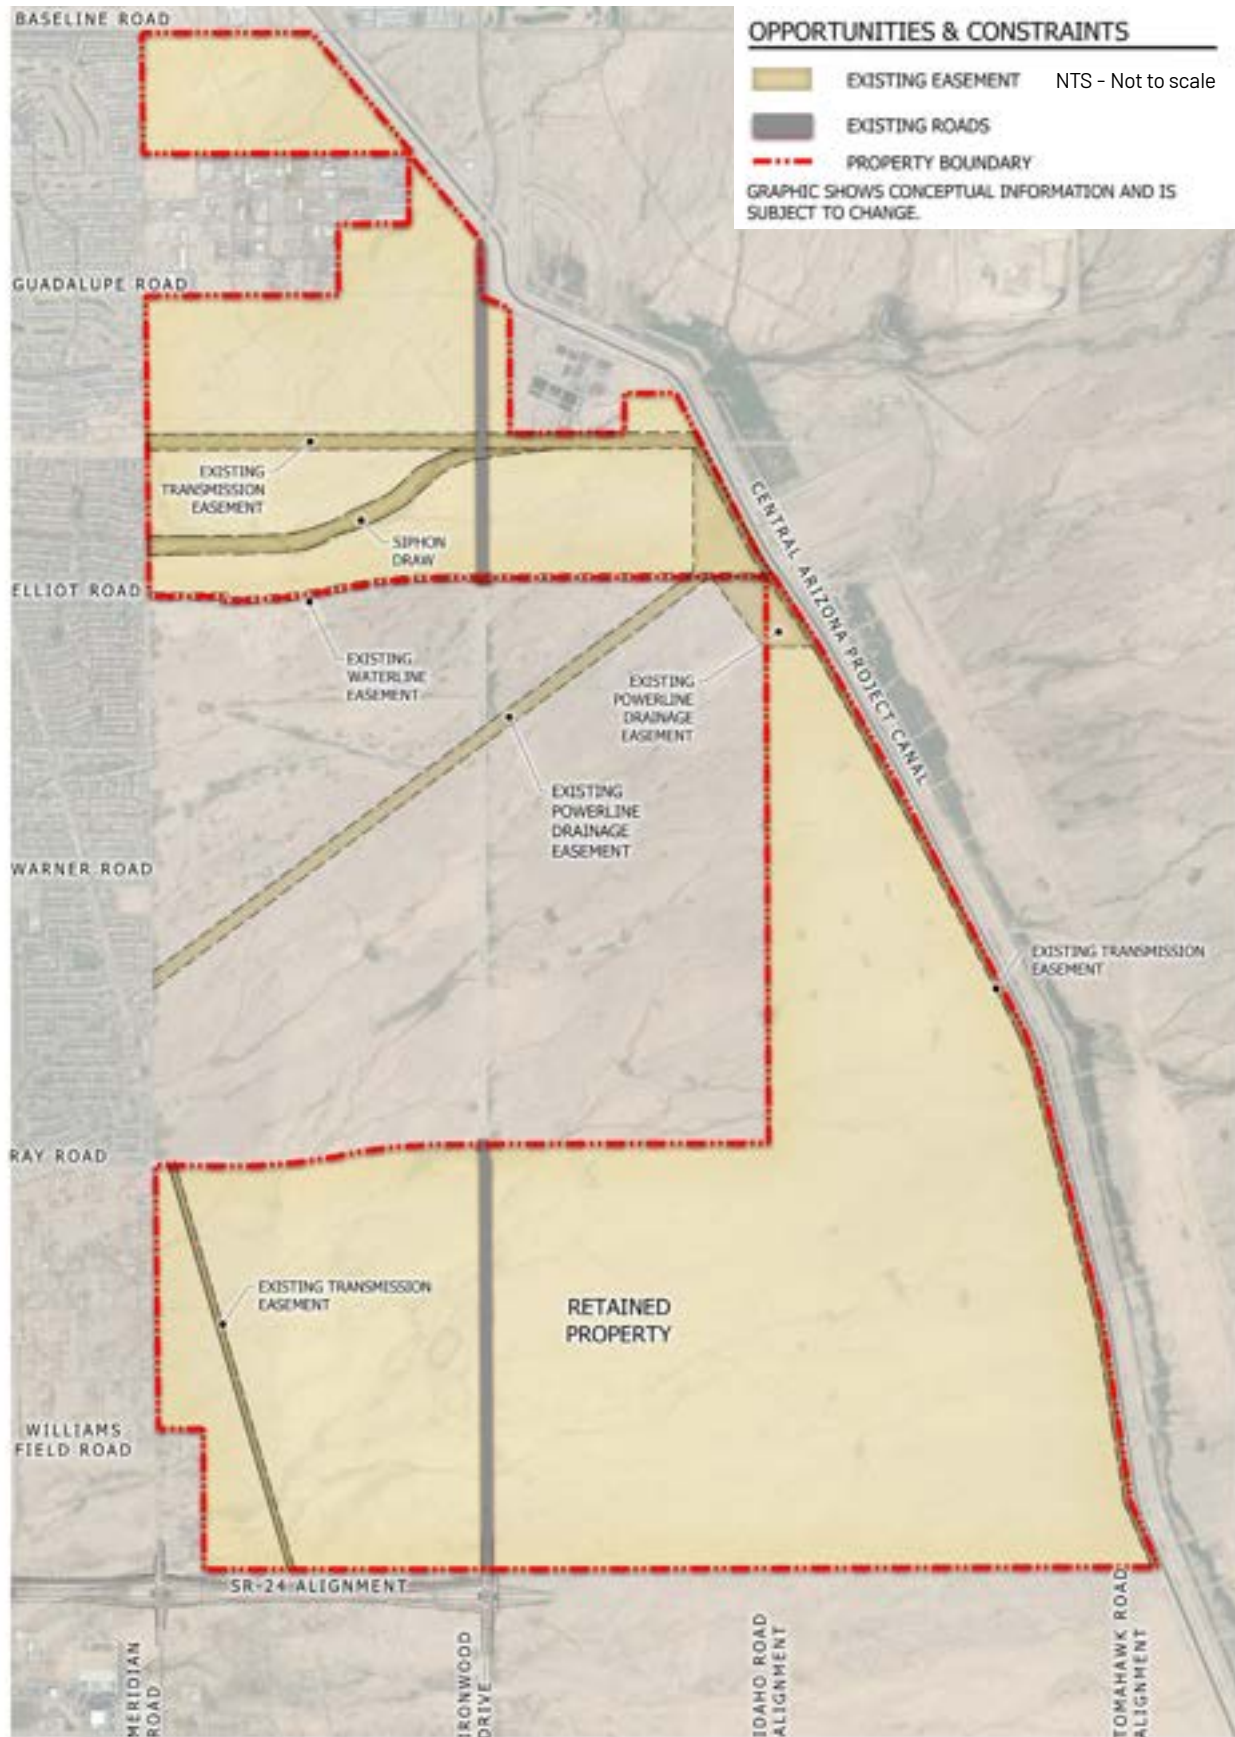 BASELINE ROAD
OPPORTUNITIES & CONSTRAINTS
EXISTING EASEMENT
NTS - Not to scale
EXISTING ROADS
PROPERTY BOUNDARY
GRAPHIC SHOWS CONCEPTUAL INFORMATION AND IS
SUBJECT TO CHANGE.
GUADALUPE ROAD
EXISTING
TRANSMISSION
EASEMENT
SIPHON
DRAW
CENTRAL ARIZONA PROJECT CANAL
ELLIOT ROAD
EXISTING
WATERLINE
EASEMENT
EXISTING
POWERLINE
DRAINAGE
EASEMENT
EXISTING
POWERLINE
DRAINAGE
EASEMENT
WARNER ROAD
EXISTING TRANSMISSION
EASEMENT
RAY ROAD
EXISTING TRANSMISSION
EASEMENT
RETAINED
PROPERTY
WILLIAMS
FIELD ROAD
SR-24 ALIGNMENT
MERIDIAN
ROAD
IRONWOOD
DRIVE
IDAHO ROAD
ALIGNMENT
TOMAHAWK ROAD
ALIGNMENT